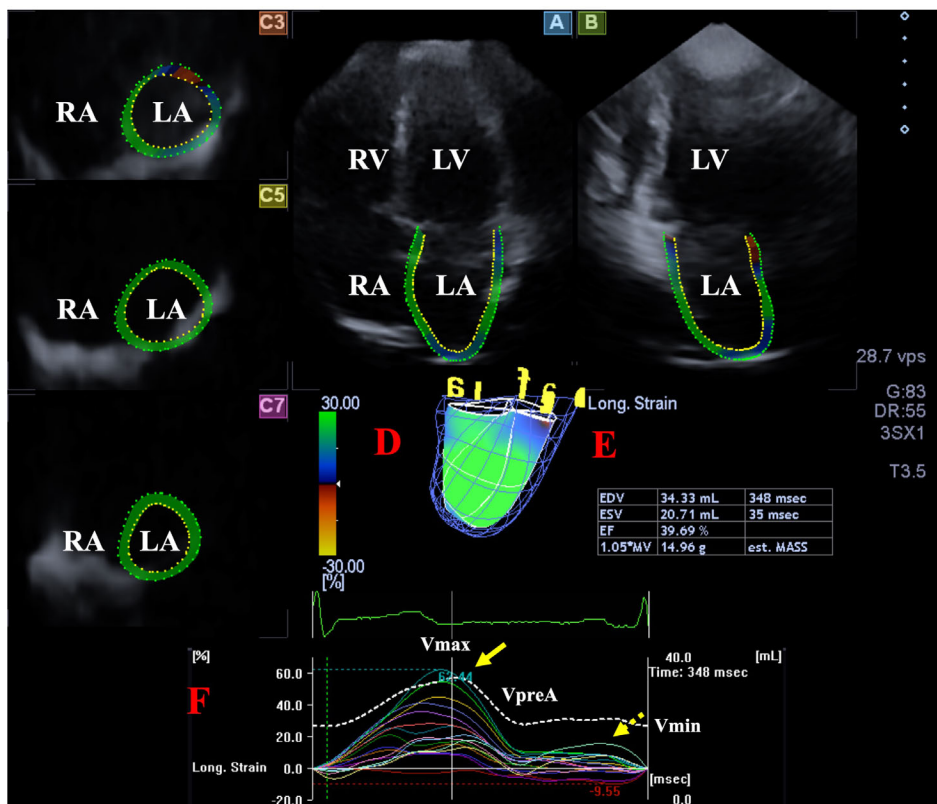 C3
RA
LA
C5
RA
LA
C7
RA
LA
A
RV
LV
RA
LA
B
LV
LA
28.7 vps
G:83
DR:55
3SX1
T3.5
30.00
-30.00
[%]
D
Long. Strain
E
EDV 34.33 mL 348 msec
ESV 20.71 mL 35 msec
EF 39.69 %
1.05*MV 14.96 g est. MASS
F
[%]
60.0
40.0
20.0
Long. Strain 0.0
-20.0
Vmax
62.44
VpreA
Vmin
40.0 [mL]
Time: 348 msec
[msec]
-9.55
0.0